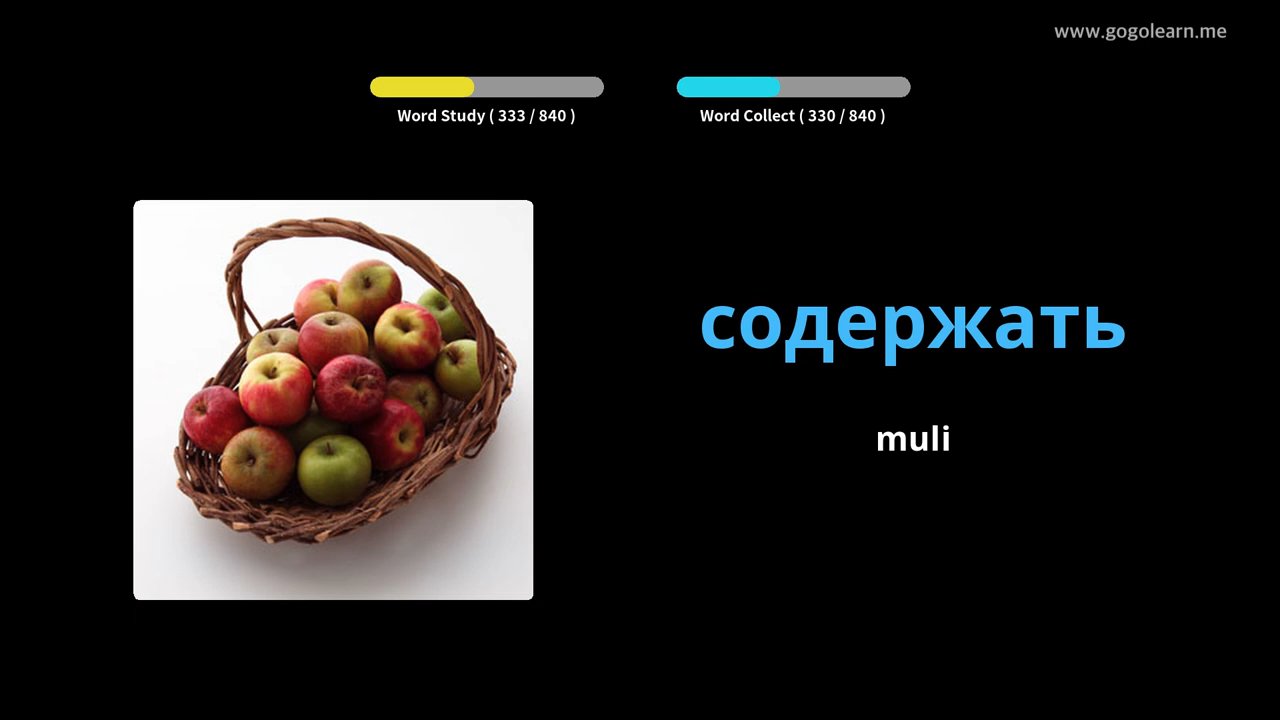 www.gogolearn.me
Word Study ( 333 / 840 )
Word Collect ( 330 / 840 )
содержать
muli